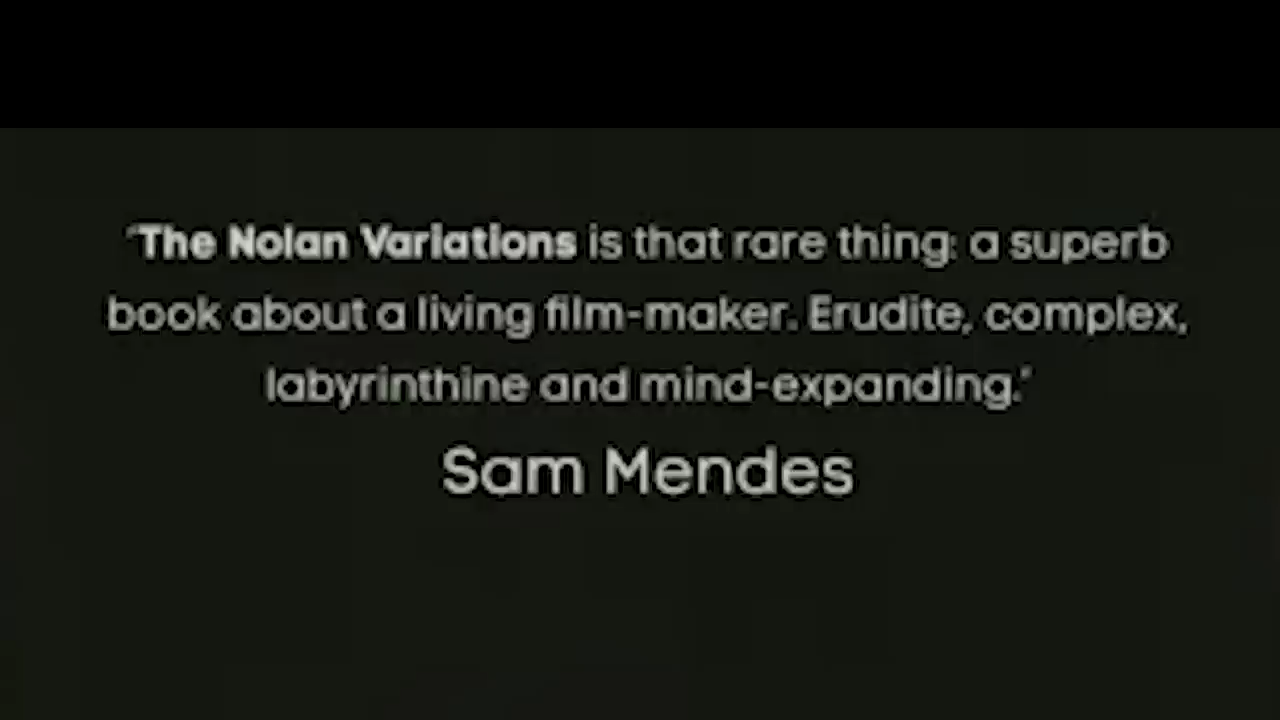 ‘The Nolan Variations is that rare thing: a superb
book about a living film-maker. Erudite, complex,
labyrinthine and mind-expanding.’
Sam Mendes